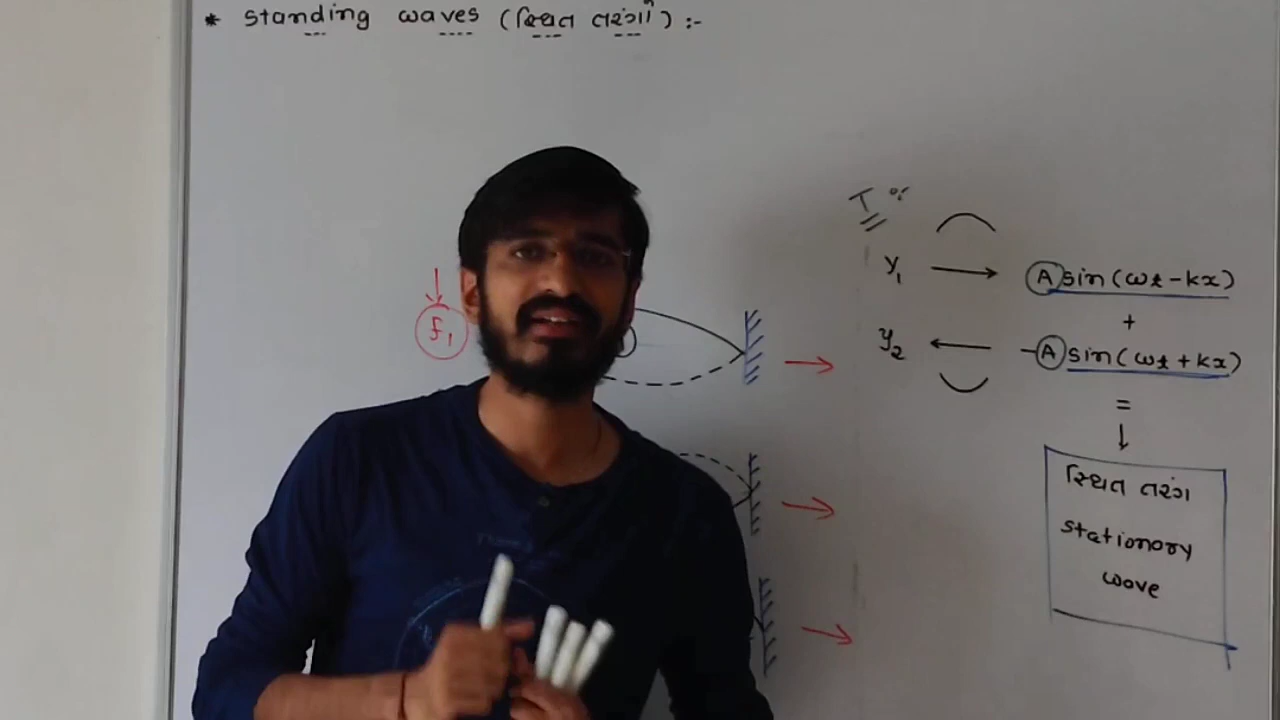 * standing waves (સ્થિત તરંગો) :-
T :
y₁ → A sin(ωt - kx)
+
y₂ ← -A sin(ωt + kx)
=
↓
સ્થિત તરંગ
stationary
wave
f₁